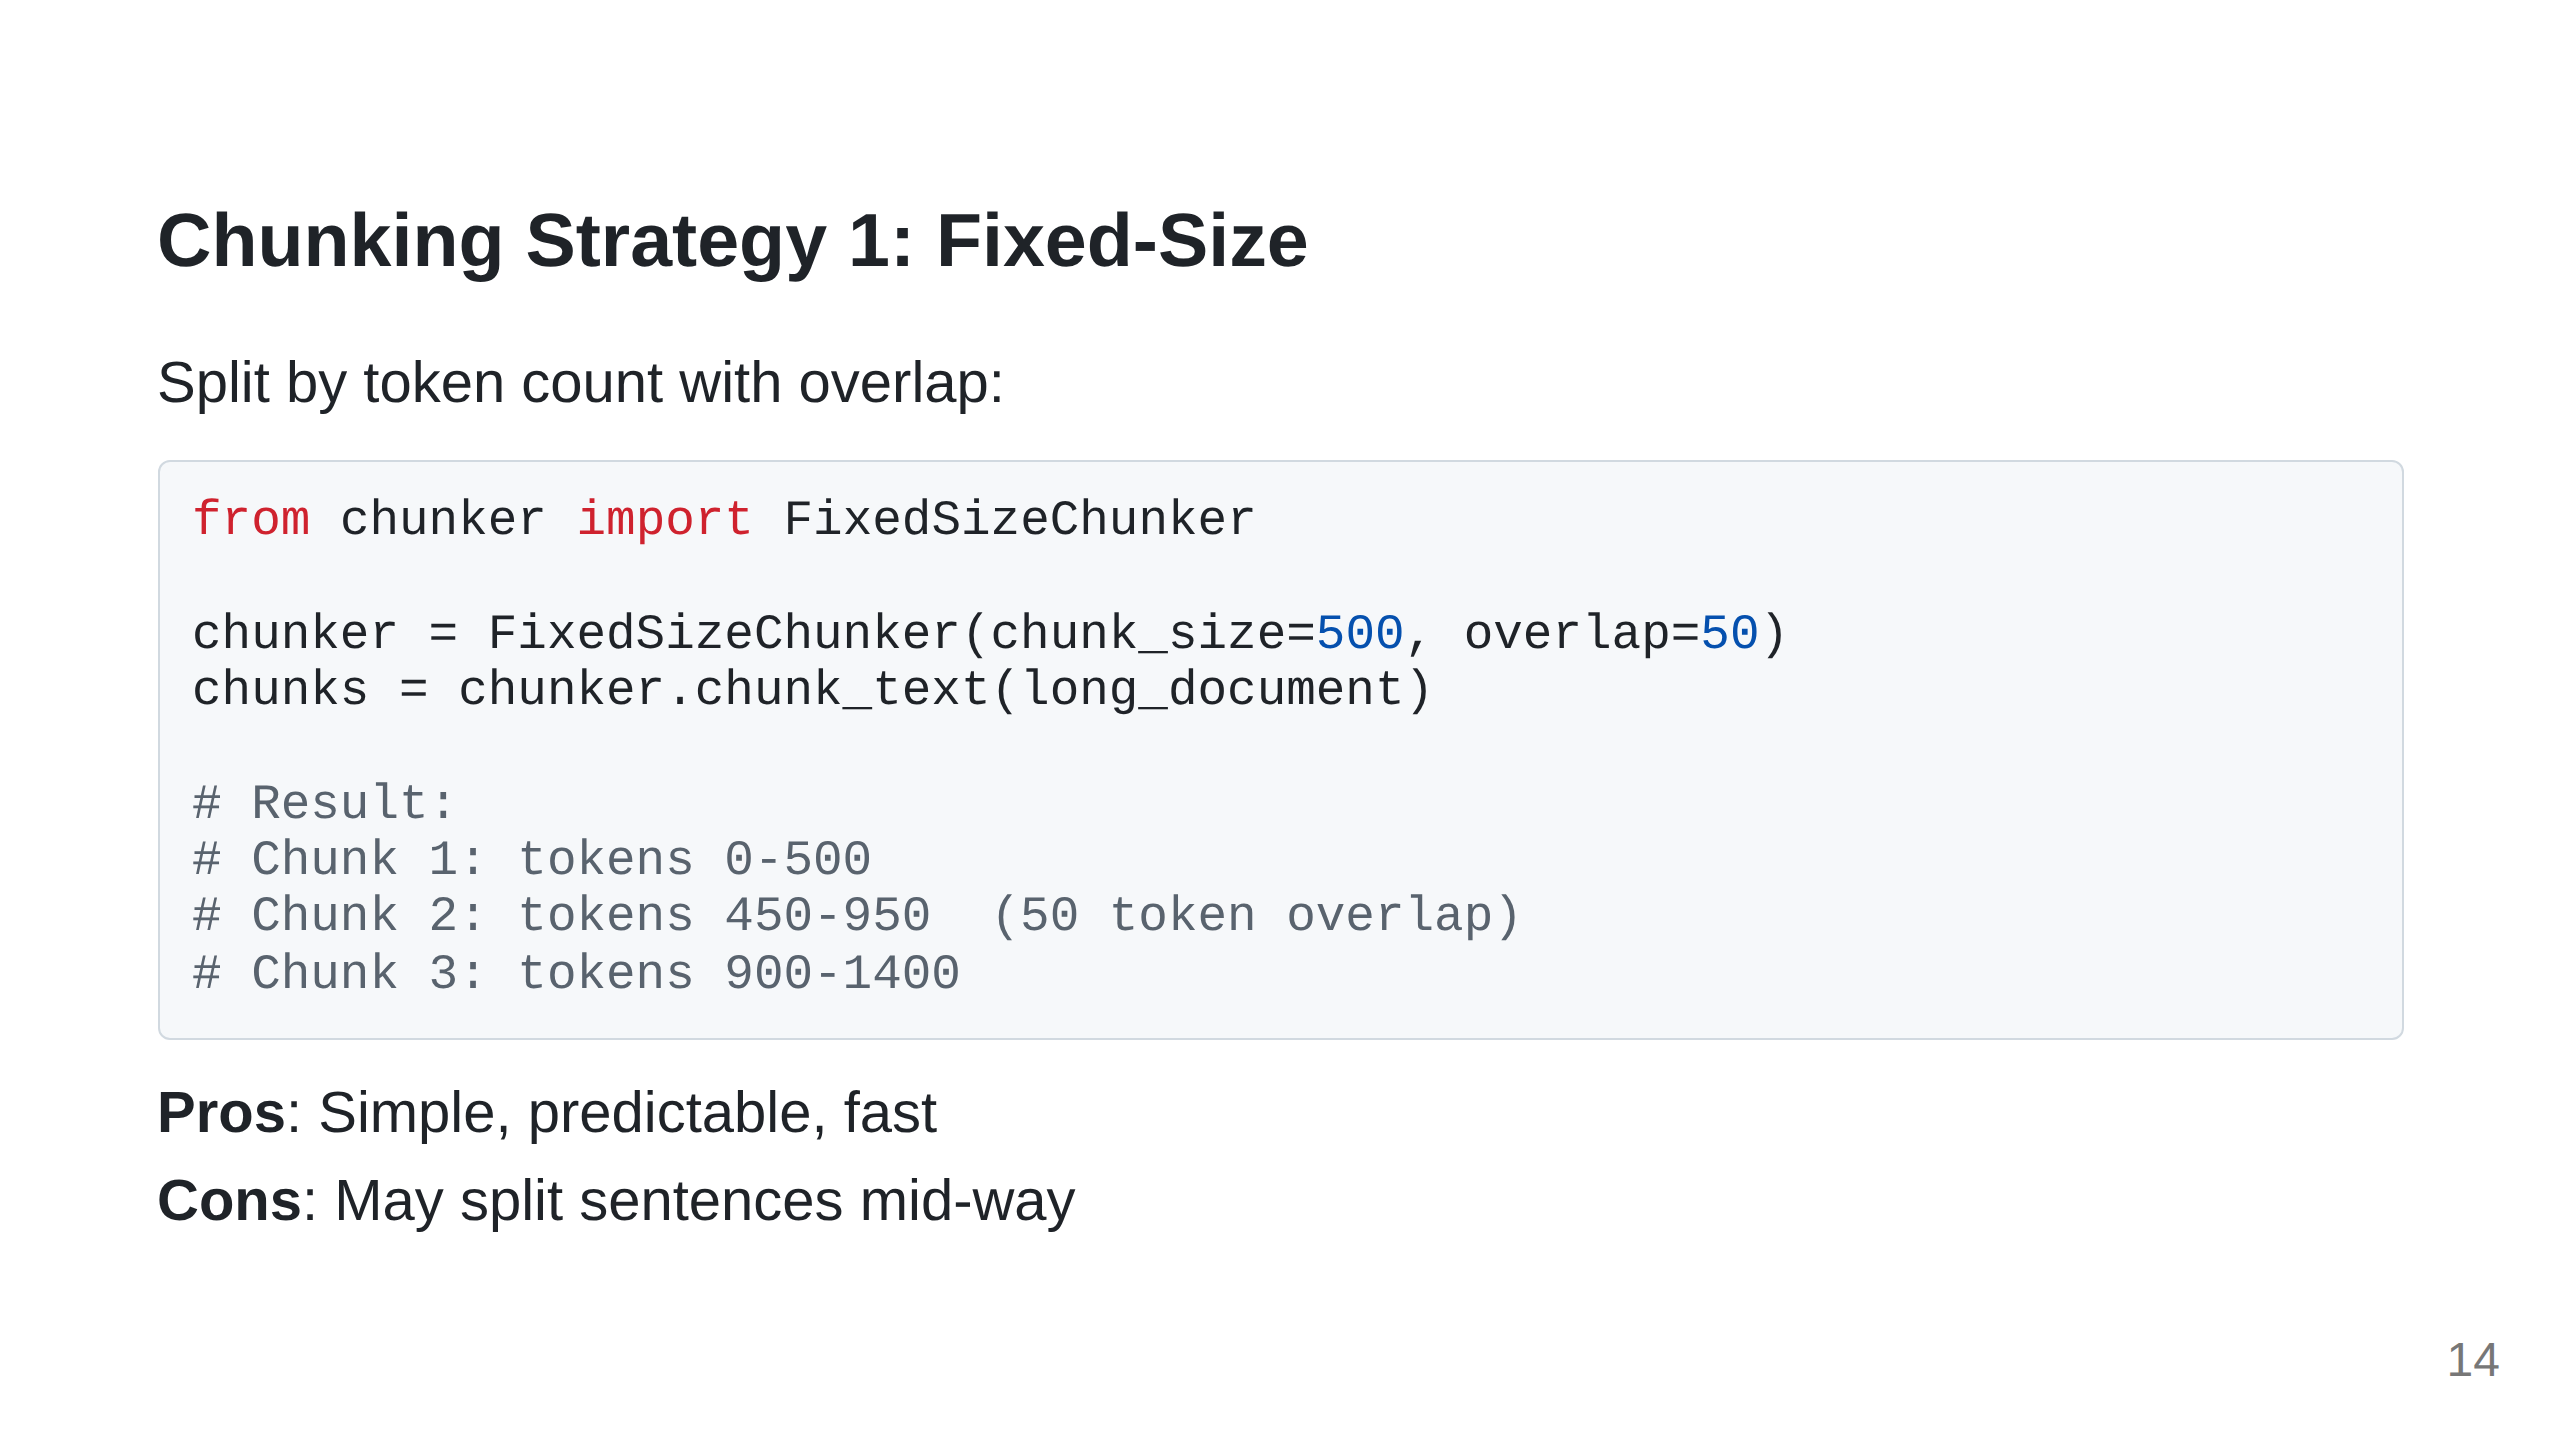 Chunking Strategy 1: Fixed-Size
Split by token count with overlap:
from chunker import FixedSizeChunker
chunker = FixedSizeChunker(chunk_size=500, overlap=50)
chunks = chunker.chunk_text(long_document)
# Result:
# Chunk 1: tokens 0-500
# Chunk 2: tokens 450-950  (50 token overlap)
# Chunk 3: tokens 900-1400
Pros: Simple, predictable, fast
Cons: May split sentences mid-way
14